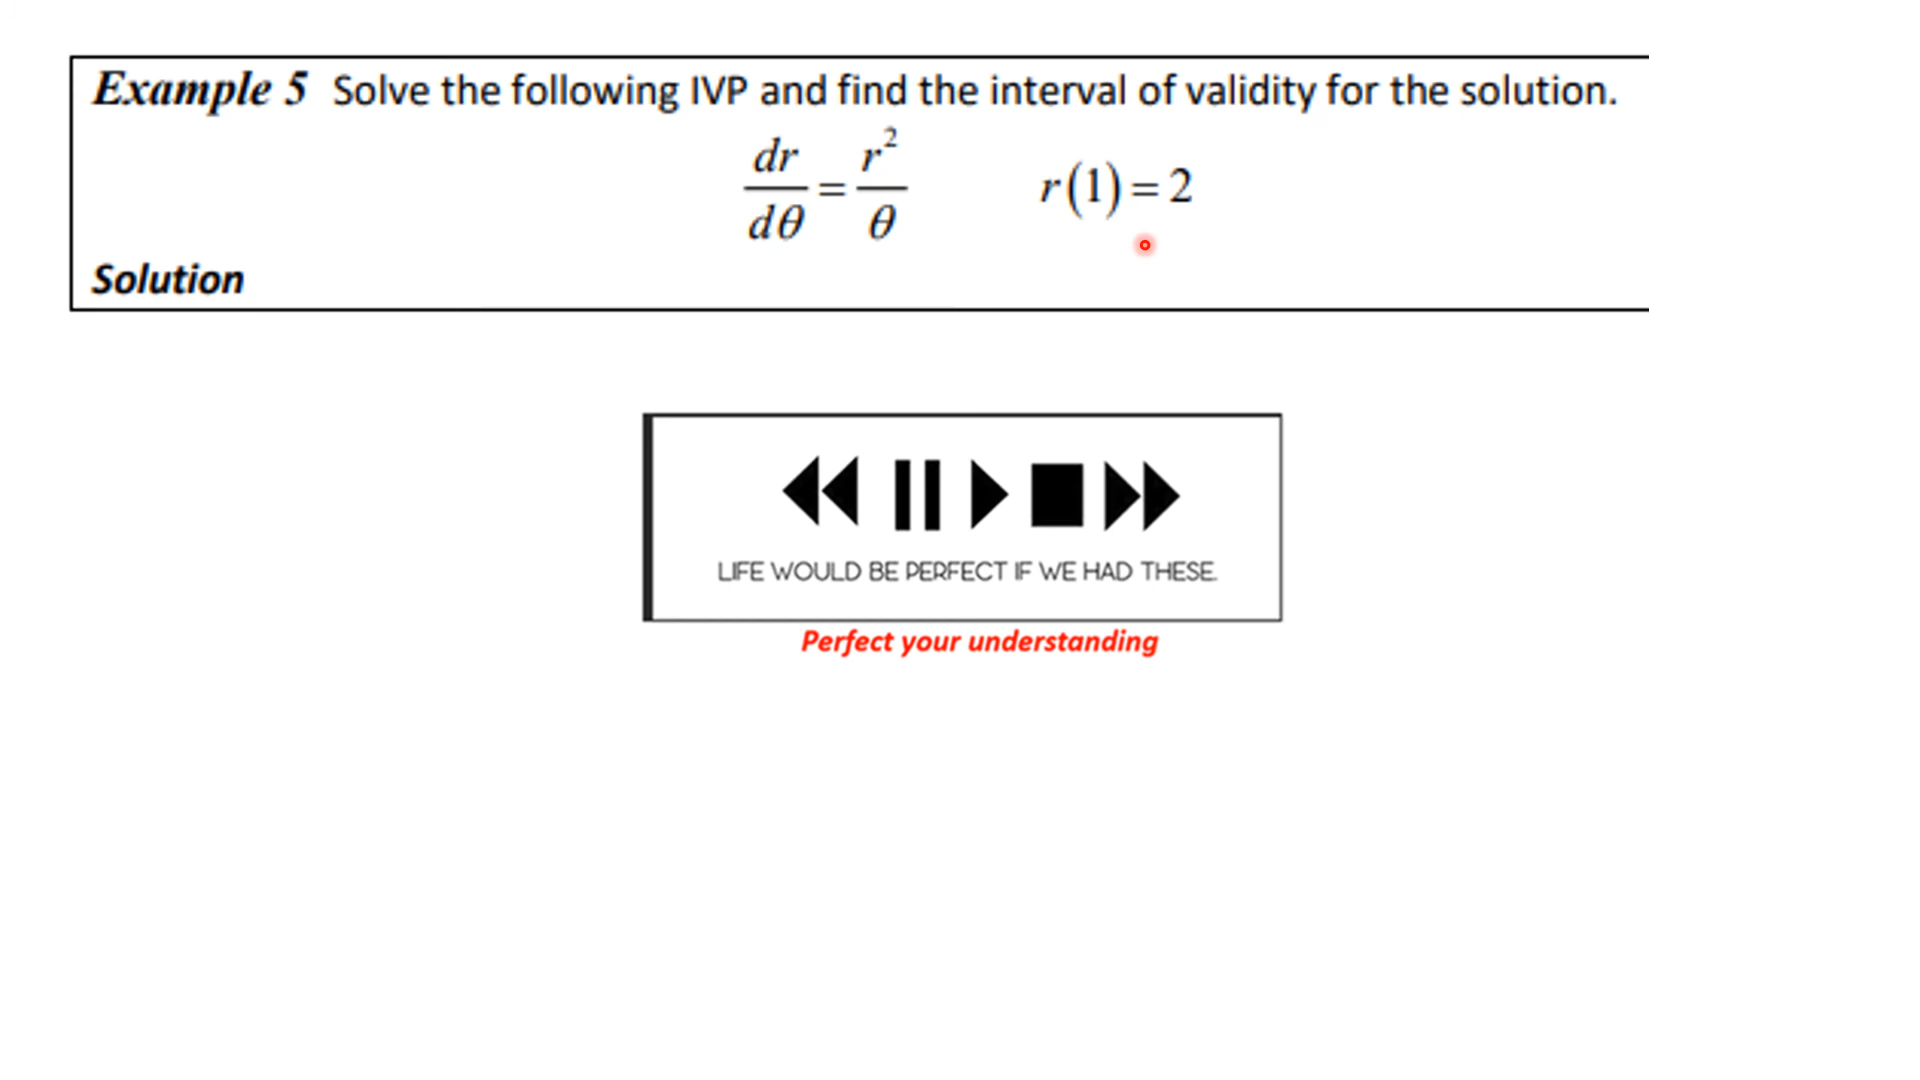 Example 5 Solve the following IVP and find the interval of validity for the solution.
dr/dθ = r²/θ r(1) = 2
Solution
LIFE WOULD BE PERFECT IF WE HAD THESE.
Perfect your understanding